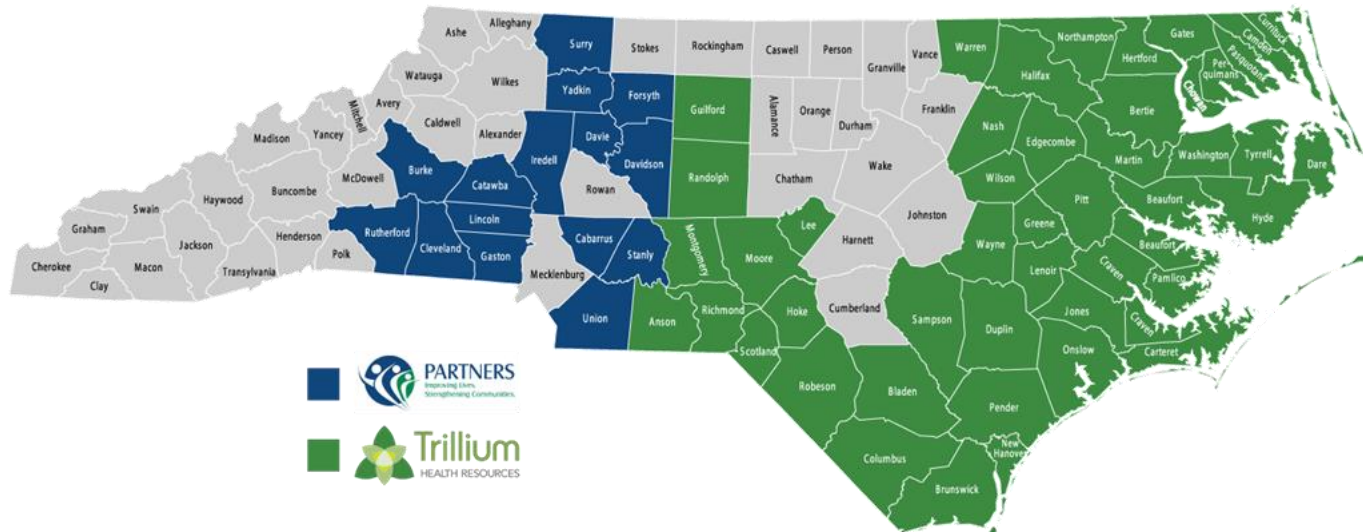 Ashe
Alleghany
Surry
Stokes
Rockingham
Caswell
Person
Granville
Vance
Warren
Northampton
Gates
Currituck
Camden
Pasquotank
Per-
quimans
Chowan
Hertford
Halifax
Bertie
Watauga
Wilkes
Yadkin
Forsyth
Guilford
Alamance
Orange
Durham
Franklin
Nash
Edgecombe
Martin
Washington
Tyrrell
Dare
Mitchell
Avery
Caldwell
Alexander
Iredell
Davie
Davidson
Randolph
Chatham
Wake
Wilson
Pitt
Beaufort
Hyde
Madison
Yancey
McDowell
Burke
Catawba
Rowan
Johnston
Greene
Wayne
Lenoir
Beaufort
Craven
Pamlico
Swain
Haywood
Buncombe
Lincoln
Lee
Harnett
Graham
Jackson
Henderson
Rutherford
Cleveland
Gaston
Cabarrus
Stanly
Montgomery
Moore
Cherokee
Macon
Clay
Transylvania
Polk
Mecklenburg
Union
Anson
Richmond
Scotland
Hoke
Cumberland
Sampson
Duplin
Jones
Craven
Onslow
Carteret
Robeson
Bladen
Pender
New
Hanover
Columbus
Brunswick
PARTNERS
Improving Lives.
Strengthening Communities.
Trillium
HEALTH RESOURCES